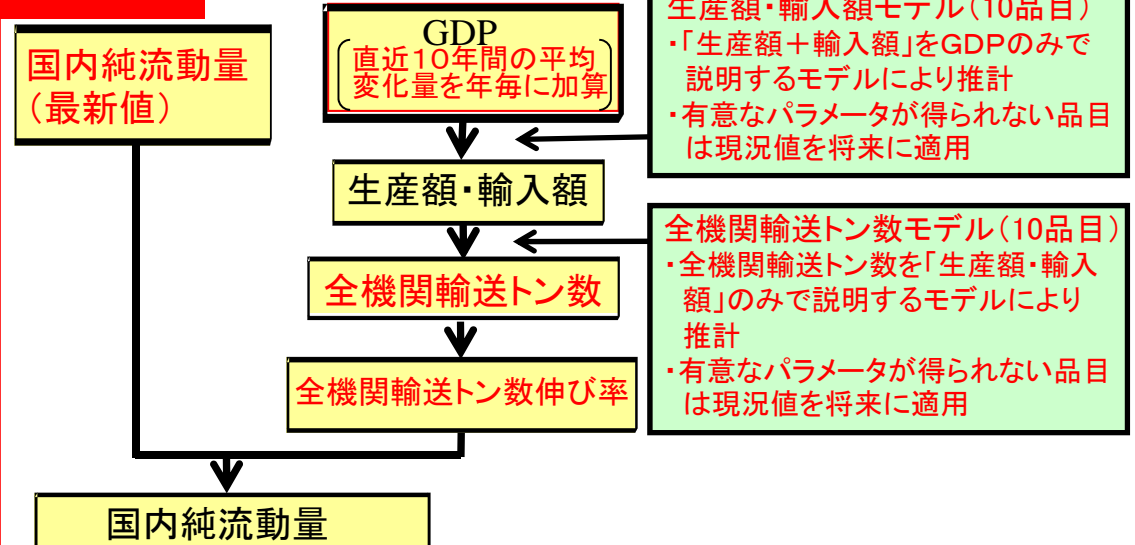 国内純流動量
（最新値）
GDP
直近１０年間の平均
変化量を年毎に加算
生産額・輸入額モデル（10品目）
・「生産額＋輸入額」をGDPのみで
説明するモデルにより推計
・有意なパラメータが得られない品目
は現況値を将来に適用
生産額・輸入額
全機関輸送トン数モデル（10品目）
・全機関輸送トン数を「生産額・輸入
額」のみで説明するモデルにより
推計
・有意なパラメータが得られない品目
は現況値を将来に適用
全機関輸送トン数
全機関輸送トン数伸び率
国内純流動量